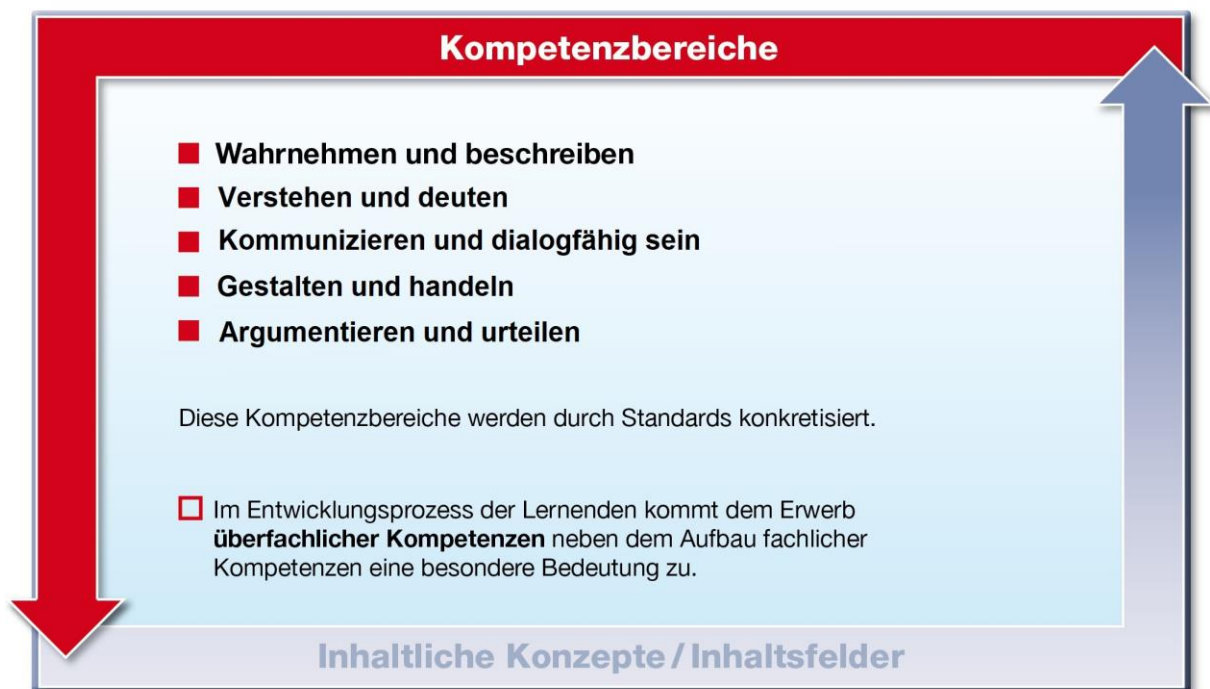 Kompetenzbereiche
Wahrnehmen und beschreiben
Verstehen und deuten
Kommunizieren und dialogfähig sein
Gestalten und handeln
Argumentieren und urteilen
Diese Kompetenzbereiche werden durch Standards konkretisiert.
Im Entwicklungsprozess der Lernenden kommt dem Erwerb
überfachlicher Kompetenzen neben dem Aufbau fachlicher
Kompetenzen eine besondere Bedeutung zu.
Inhaltliche Konzepte / Inhaltsfelder